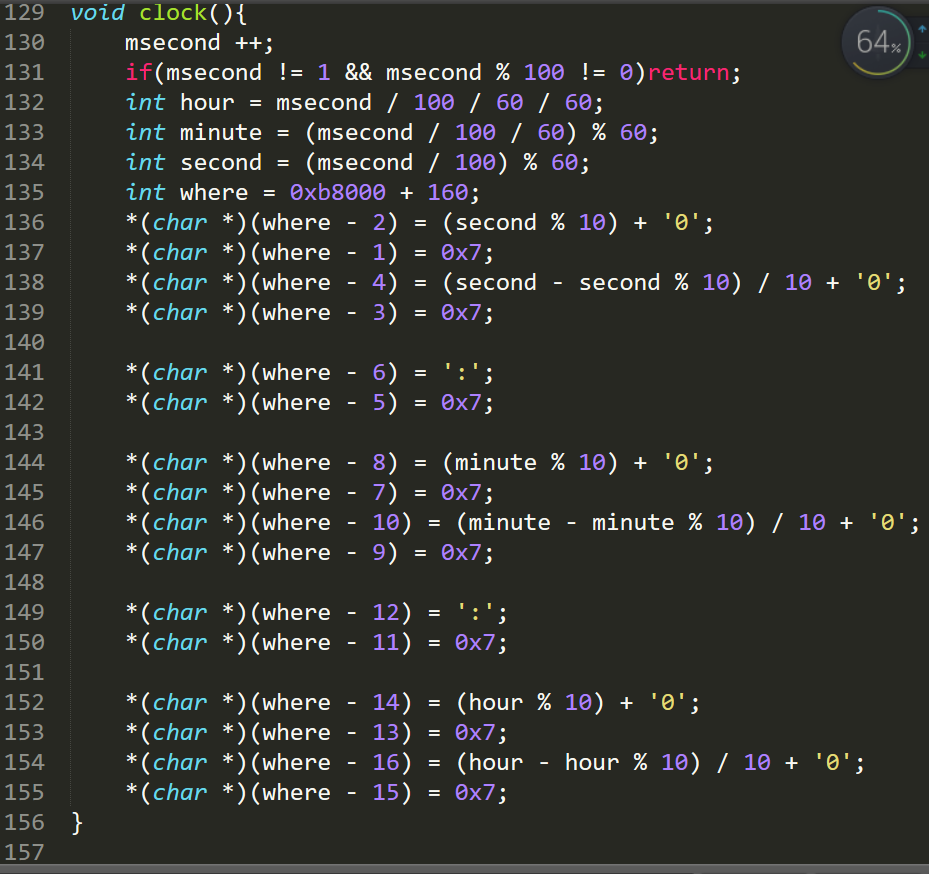 129 void clock(){
130 msecond ++;
131 if(msecond != 1 && msecond % 100 != 0)return;
132 int hour = msecond / 100 / 60 / 60;
133 int minute = (msecond / 100 / 60) % 60;
134 int second = (msecond / 100) % 60;
135 int where = 0xb8000 + 160;
136 *(char *)(where - 2) = (second % 10) + '0';
137 *(char *)(where - 1) = 0x7;
138 *(char *)(where - 4) = (second - second % 10) / 10 + '0';
139 *(char *)(where - 3) = 0x7;
140
141 *(char *)(where - 6) = ':';
142 *(char *)(where - 5) = 0x7;
143
144 *(char *)(where - 8) = (minute % 10) + '0';
145 *(char *)(where - 7) = 0x7;
146 *(char *)(where - 10) = (minute - minute % 10) / 10 + '0';
147 *(char *)(where - 9) = 0x7;
148
149 *(char *)(where - 12) = ':';
150 *(char *)(where - 11) = 0x7;
151
152 *(char *)(where - 14) = (hour % 10) + '0';
153 *(char *)(where - 13) = 0x7;
154 *(char *)(where - 16) = (hour - hour % 10) / 10 + '0';
155 *(char *)(where - 15) = 0x7;
156 }
157
64%